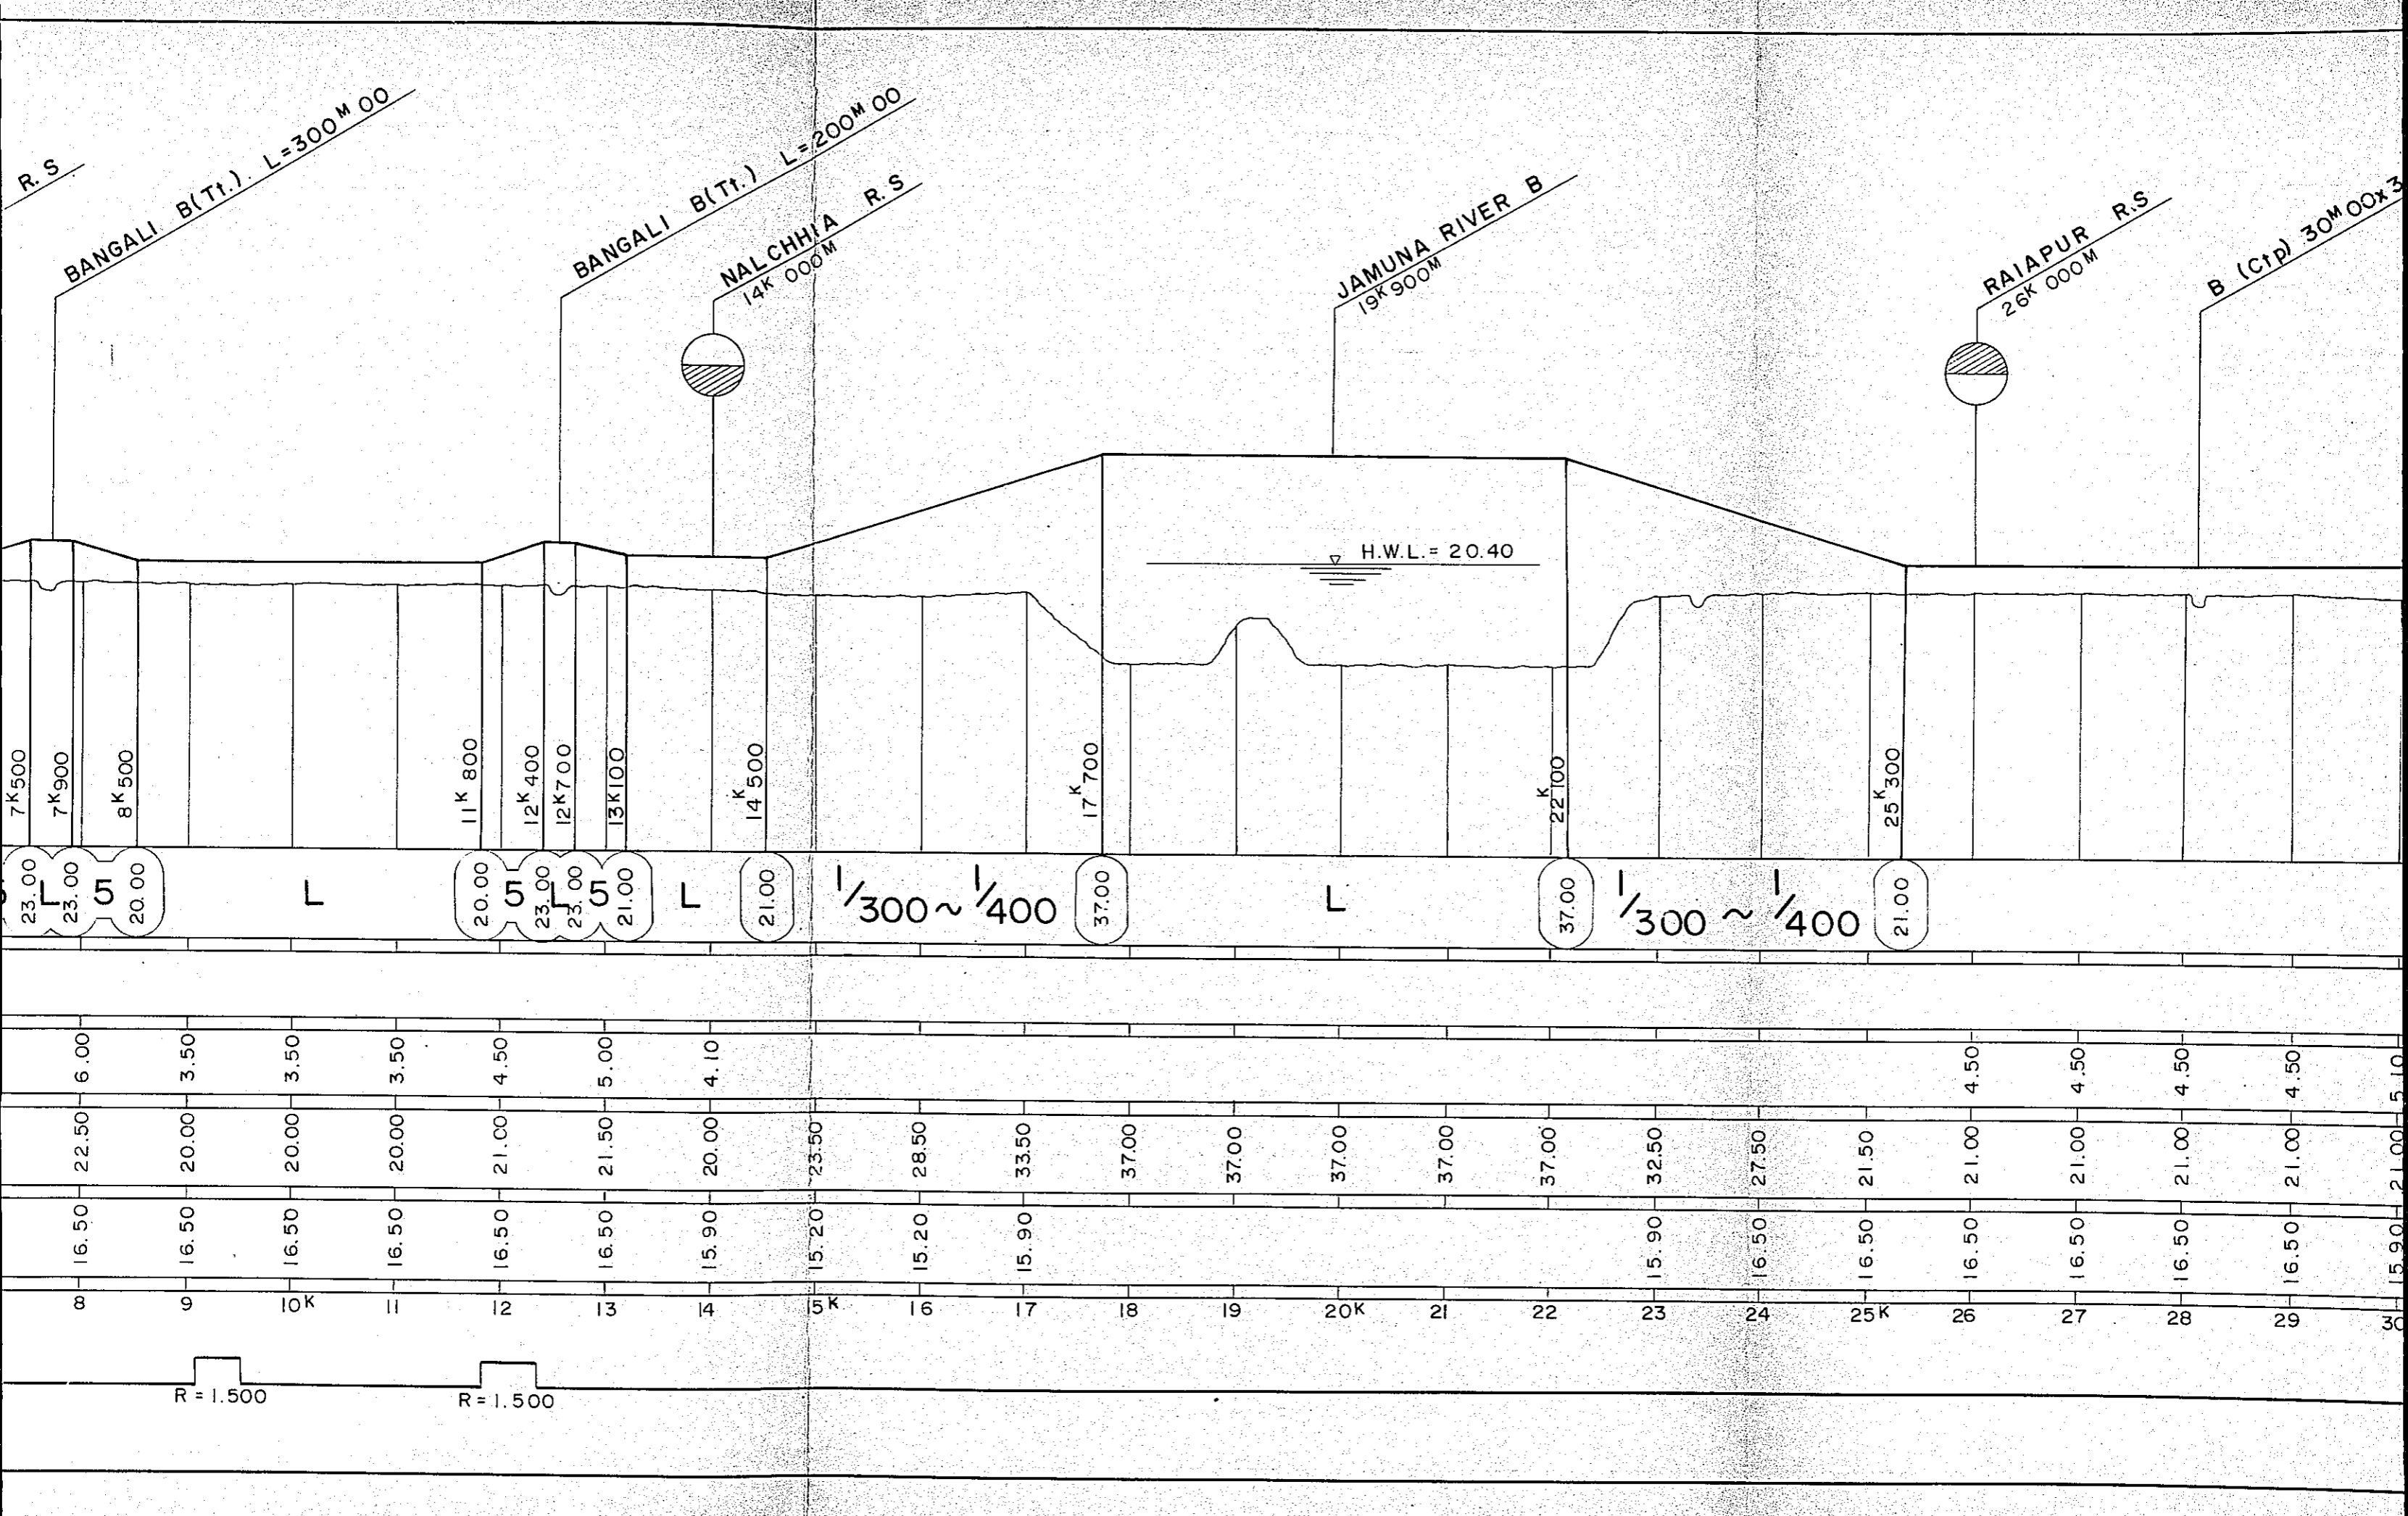 R.S
BANGALI B(Tt.) L=300ᴹ00
BANGALI B(Tt.) L=200ᴹ00
NALCHHIA R.S
14ᴷ 000ᴹ
JAMUNA RIVER B
19ᴷ 900ᴹ
RAIAPUR R.S
26ᴷ 000ᴹ
B (Ctp) 30ᴹ00x3
H.W.L.= 20.40
7ᴷ500 7ᴷ900 8ᴷ500 11ᴷ800 12ᴷ400 12ᴷ700 13ᴷ100 14ᴷ500 17ᴷ700 22ᴷ100 25ᴷ300
23.00 L 23.00 5 20.00 L 20.00 5 23.00 L 23.00 5 21.00 L 21.00 1/300~1/400 37.00 L 37.00 1/300~1/400 21.00
6.00 3.50 3.50 3.50 4.50 5.00 4.10 4.50 4.50 4.50 4.50 5.10
22.50 20.00 20.00 20.00 21.00 21.50 20.00 23.50 28.50 33.50 37.00 37.00 37.00 37.00 37.00 32.50 27.50 21.50 21.00 21.00 21.00 21.00 21.00
16.50 16.50 16.50 16.50 16.50 16.50 15.90 15.20 15.20 15.90 15.90 16.50 16.50 16.50 16.50 16.50 16.50 15.90
8 9 10ᴷ 11 12 13 14 15ᴷ 16 17 18 19 20ᴷ 21 22 23 24 25ᴷ 26 27 28 29 30
R=1.500 R=1.500